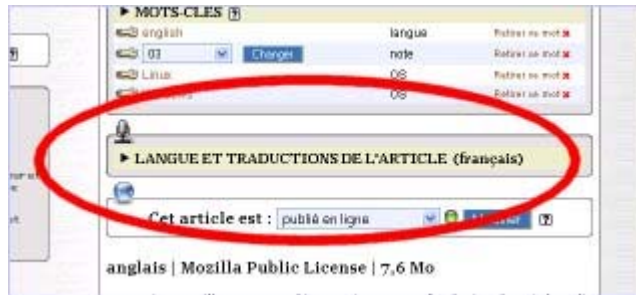 ▸ MOTS-CLES ?
english langue Retirer ce mot
03 Changer note Retirer ce mot
Linux OS Retirer ce mot
OS Retirer ce mot
▸ LANGUE ET TRADUCTIONS DE L'ARTICLE (français)
Cet article est : publié en ligne ?
anglais | Mozilla Public License | 7,6 Mo